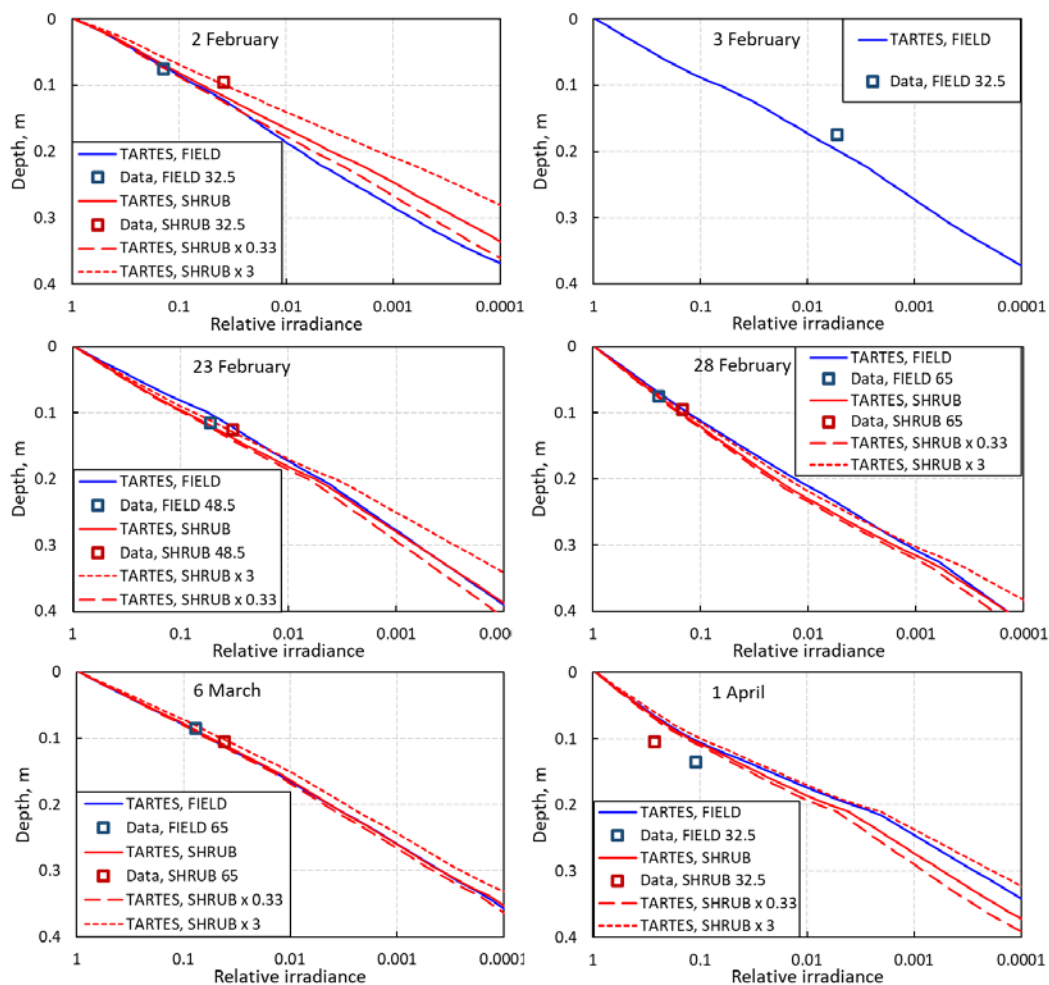 2 February
0
0.1
0.2
0.3
0.4
Depth, m
TARTES, FIELD
Data, FIELD 32.5
TARTES, SHRUB
Data, SHRUB 32.5
TARTES, SHRUB x 0.33
TARTES, SHRUB x 3
1 0.1 0.01 0.001 0.0001
Relative irradiance
3 February
0
0.1
0.2
0.3
0.4
Depth, m
TARTES, FIELD
Data, FIELD 32.5
1 0.1 0.01 0.001 0.0001
Relative irradiance
23 February
0
0.1
0.2
0.3
0.4
Depth, m
TARTES, FIELD
Data, FIELD 48.5
TARTES, SHRUB
Data, SHRUB 48.5
TARTES, SHRUB x 3
TARTES, SHRUB x 0.33
1 0.1 0.01 0.001 0.000
Relative irradiance
28 February
0
0.1
0.2
0.3
0.4
Depth, m
TARTES, FIELD
Data, FIELD 65
TARTES, SHRUB
Data, SHRUB 65
TARTES, SHRUB x 0.33
TARTES, SHRUB x 3
1 0.1 0.01 0.001 0.0001
Relative irradiance
6 March
0
0.1
0.2
0.3
0.4
Depth, m
TARTES, FIELD
Data, FIELD 65
TARTES, SHRUB
Data, SHRUB 65
TARTES, SHRUB x 0.33
TARTES, SHRUB x 3
1 0.1 0.01 0.001 0.0001
Relative irradiance
1 April
0
0.1
0.2
0.3
0.4
Depth, m
TARTES, FIELD
Data, FIELD 32.5
TARTES, SHRUB
Data, SHRUB 32.5
TARTES, SHRUB x 0.33
TARTES, SHRUB x 3
1 0.1 0.01 0.001 0.0001
Relative irradiance